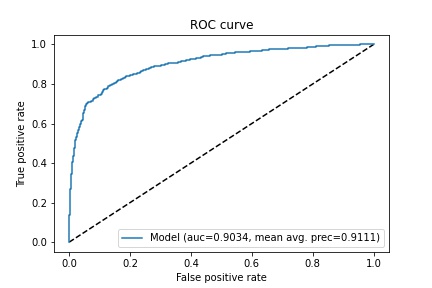 ROC curve
1.0
0.8
0.6
0.4
0.2
0.0
True positive rate
Model (auc=0.9034, mean avg. prec=0.9111)
0.0 0.2 0.4 0.6 0.8 1.0
False positive rate